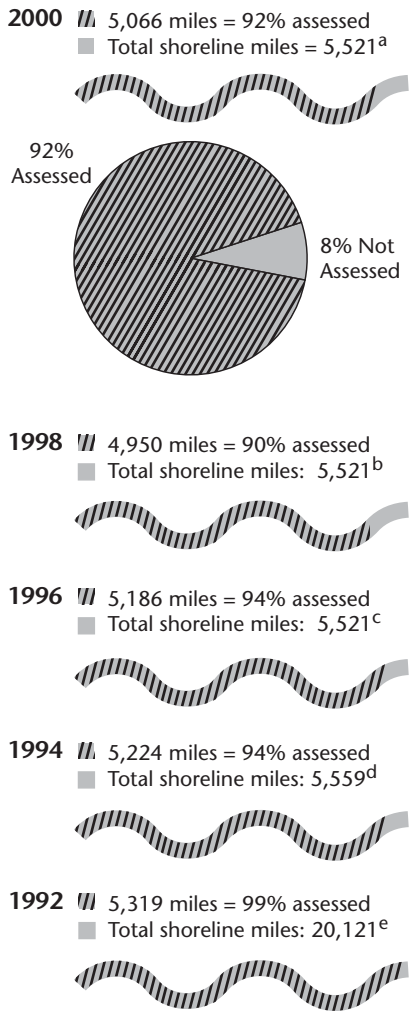 2000 5,066 miles = 92% assessed
Total shoreline miles = 5,521a
92%
Assessed
8% Not
Assessed
1998 4,950 miles = 90% assessed
Total shoreline miles: 5,521b
1996 5,186 miles = 94% assessed
Total shoreline miles: 5,521c
1994 5,224 miles = 94% assessed
Total shoreline miles: 5,559d
1992 5,319 miles = 99% assessed
Total shoreline miles: 20,121e